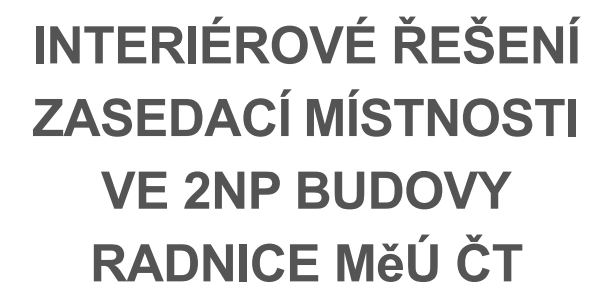 INTERIÉROVÉ ŘEŠENÍ
ZASEDACÍ MÍSTNOSTI
VE 2NP BUDOVY
RADNICE MěÚ ČT